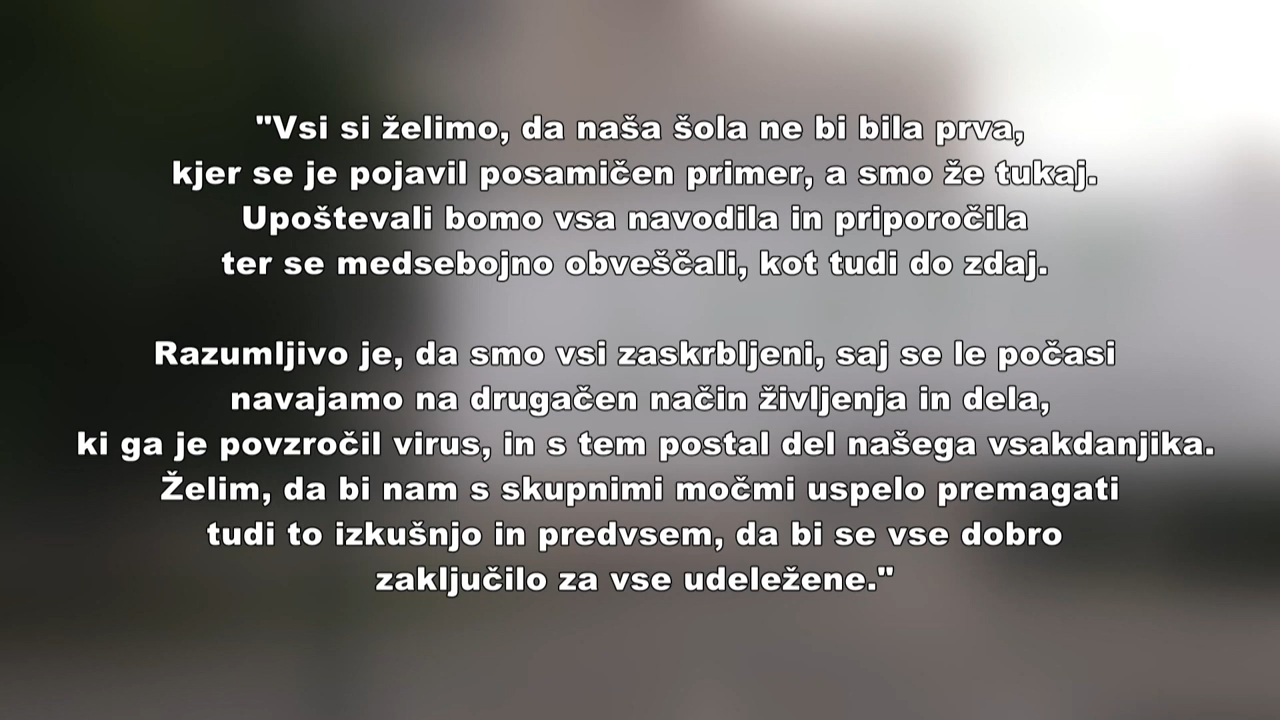 "Vsi si želimo, da naša šola ne bi bila prva,
kjer se je pojavil posamičen primer, a smo že tukaj.
Upoštevali bomo vsa navodila in priporočila
ter se medsebojno obveščali, kot tudi do zdaj.
Razumljivo je, da smo vsi zaskrbljeni, saj se le počasi
navajamo na drugačen način življenja in dela,
ki ga je povzročil virus, in s tem postal del našega vsakdanjika.
Želim, da bi nam s skupnimi močmi uspelo premagati
tudi to izkušnjo in predvsem, da bi se vse dobro
zaključilo za vse udeležene."